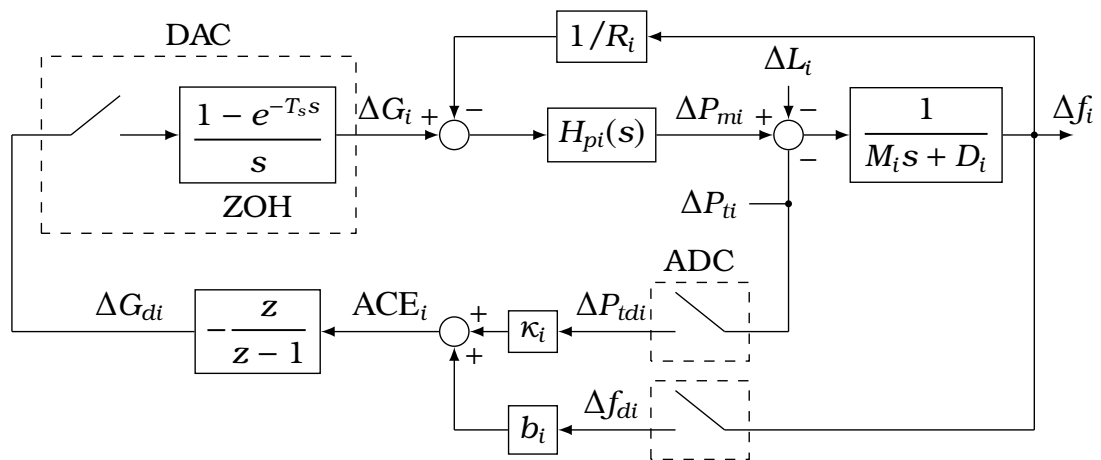 DAC
1/R_i
ΔL_i
1 − e^{−T_s s}
s
ZOH
ΔG_i
+
−
H_{pi}(s)
ΔP_{mi}
+
−
−
1
M_i s + D_i
Δf_i
ΔP_{ti}
ADC
ΔG_{di}
−
z
z − 1
ACE_i
+
+
κ_i
ΔP_{tdi}
b_i
Δf_{di}